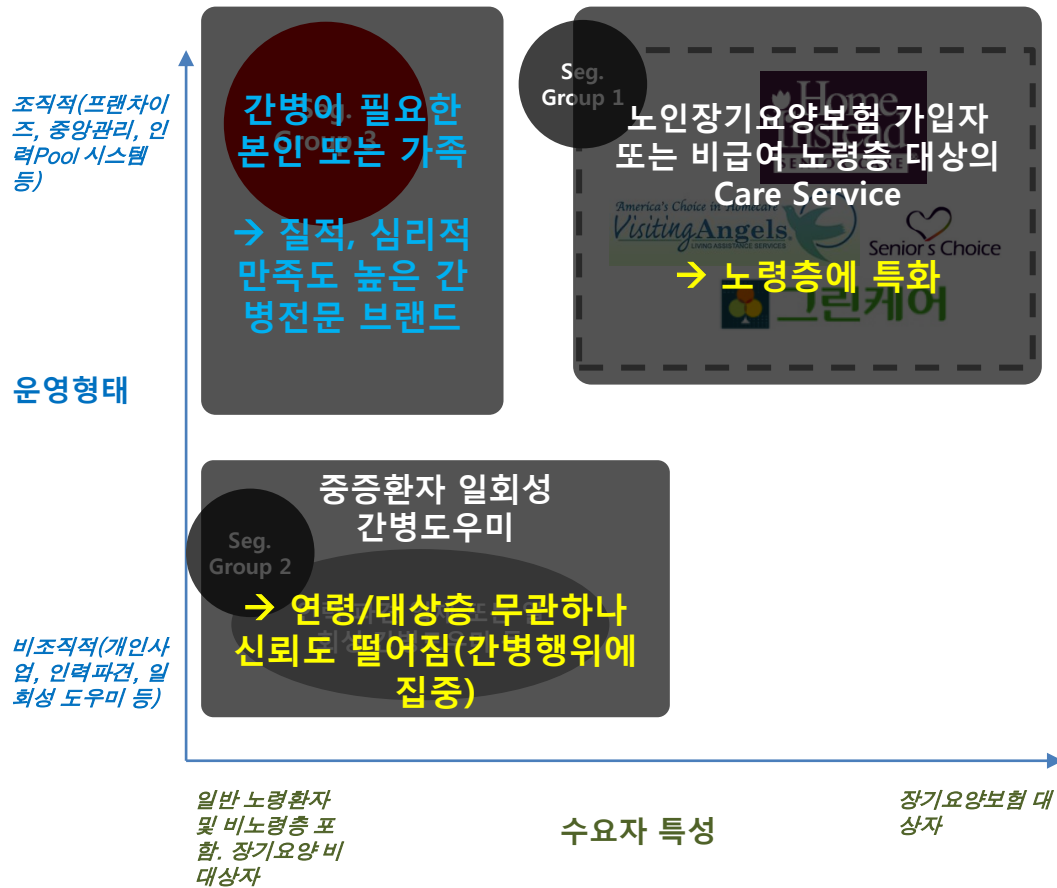 조직적(프랜차이
즈, 중앙관리, 인
력Pool 시스템
등)
운영형태
비조직적(개인사
업, 인력파견, 일
회성 도우미 등)
Seg.
Group 3
간병이 필요한
본인 또는 가족
→ 질적, 심리적
만족도 높은 간
병전문 브랜드
Seg.
Group 1
Home
Instead
SENIOR CARE
노인장기요양보험 가입자
또는 비급여 노령층 대상의
Care Service
America's Choice in Homecare
VisitingAngels
LIVING ASSISTANCE SERVICES
Senior's Choice
→ 노령층에 특화
그린케어
중증환자 일회성
간병도우미
Seg.
Group 2
→ 연령/대상층 무관하나
신뢰도 떨어짐(간병행위에
집중)
일반 노령환자
및 비노령층 포
함. 장기요양 비
대상자
수요자 특성
장기요양보험 대
상자